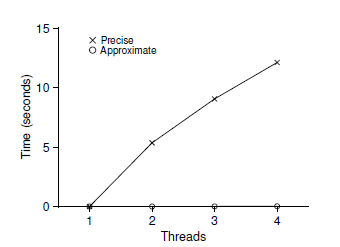 15
10
5
0
Time (seconds)
Precise
Approximate
1 2 3 4
Threads